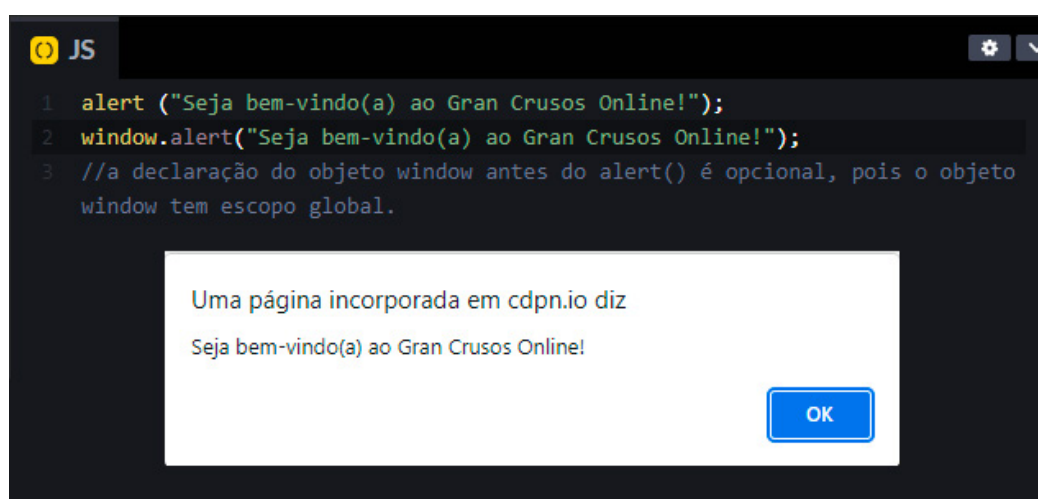 JS
1 alert ("Seja bem-vindo(a) ao Gran Crusos Online!");
2 window.alert("Seja bem-vindo(a) ao Gran Crusos Online!");
3 //a declaração do objeto window antes do alert() é opcional, pois o objeto
window tem escopo global.
Uma página incorporada em cdpn.io diz
Seja bem-vindo(a) ao Gran Crusos Online!
OK